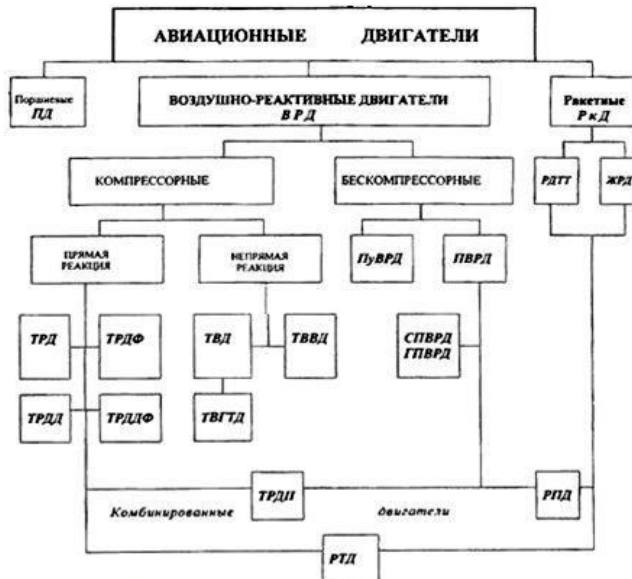 АВИАЦИОННЫЕ ДВИГАТЕЛИ
Поршневые
ПД
ВОЗДУШНО-РЕАКТИВНЫЕ ДВИГАТЕЛИ
ВРД
Ракетные
РкД
КОМПРЕССОРНЫЕ
БЕСКОМПРЕССОРНЫЕ
РДТТ
ЖРД
ПРЯМАЯ
РЕАКЦИЯ
НЕПРЯМАЯ
РЕАКЦИЯ
ПуВРД
ПВРД
ТРД
ТРДФ
ТВД
ТВВД
СПВРД
ГПВРД
ТРДД
ТРДДФ
ТВГТД
ТРДП
РПД
Комбинированные двигатели
РТД